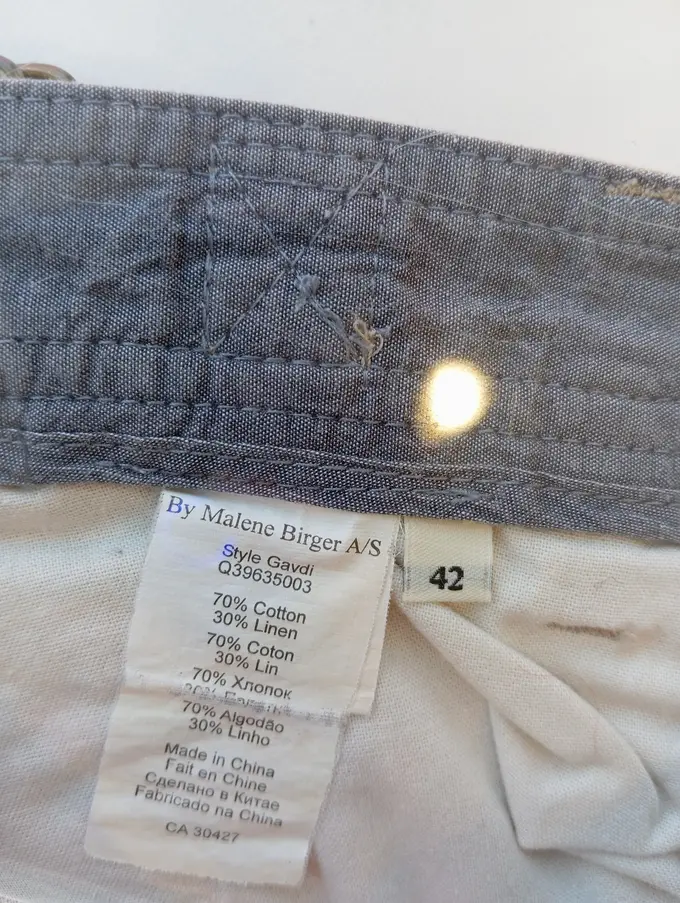 By Malene Birger A/S
Style Gavdi
Q39635003
70% Cotton
30% Linen
70% Coton
30% Lin
70% Хлопок
70% Algodão
30% Linho
Made in China
Fait en Chine
Сделано в Китае
Fabricado na China
CA 30427
42